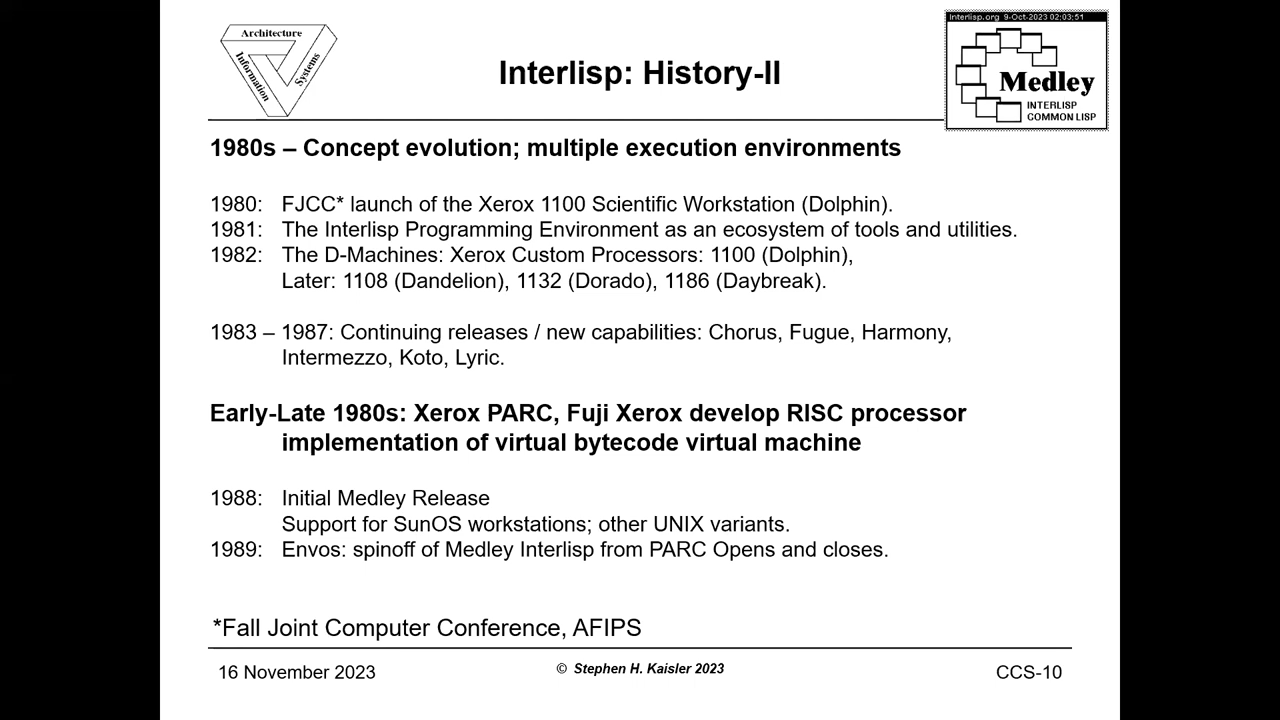 Architecture
Information
Systems
Interlisp: History-II
Interlisp.org 9-Oct-2023 02:03:51
Medley
INTERLISP
COMMON LISP
1980s – Concept evolution; multiple execution environments
1980: FJCC* launch of the Xerox 1100 Scientific Workstation (Dolphin).
1981: The Interlisp Programming Environment as an ecosystem of tools and utilities.
1982: The D-Machines: Xerox Custom Processors: 1100 (Dolphin),
Later: 1108 (Dandelion), 1132 (Dorado), 1186 (Daybreak).
1983 – 1987: Continuing releases / new capabilities: Chorus, Fugue, Harmony,
Intermezzo, Koto, Lyric.
Early-Late 1980s: Xerox PARC, Fuji Xerox develop RISC processor
implementation of virtual bytecode virtual machine
1988: Initial Medley Release
Support for SunOS workstations; other UNIX variants.
1989: Envos: spinoff of Medley Interlisp from PARC Opens and closes.
*Fall Joint Computer Conference, AFIPS
16 November 2023
© Stephen H. Kaisler 2023
CCS-10